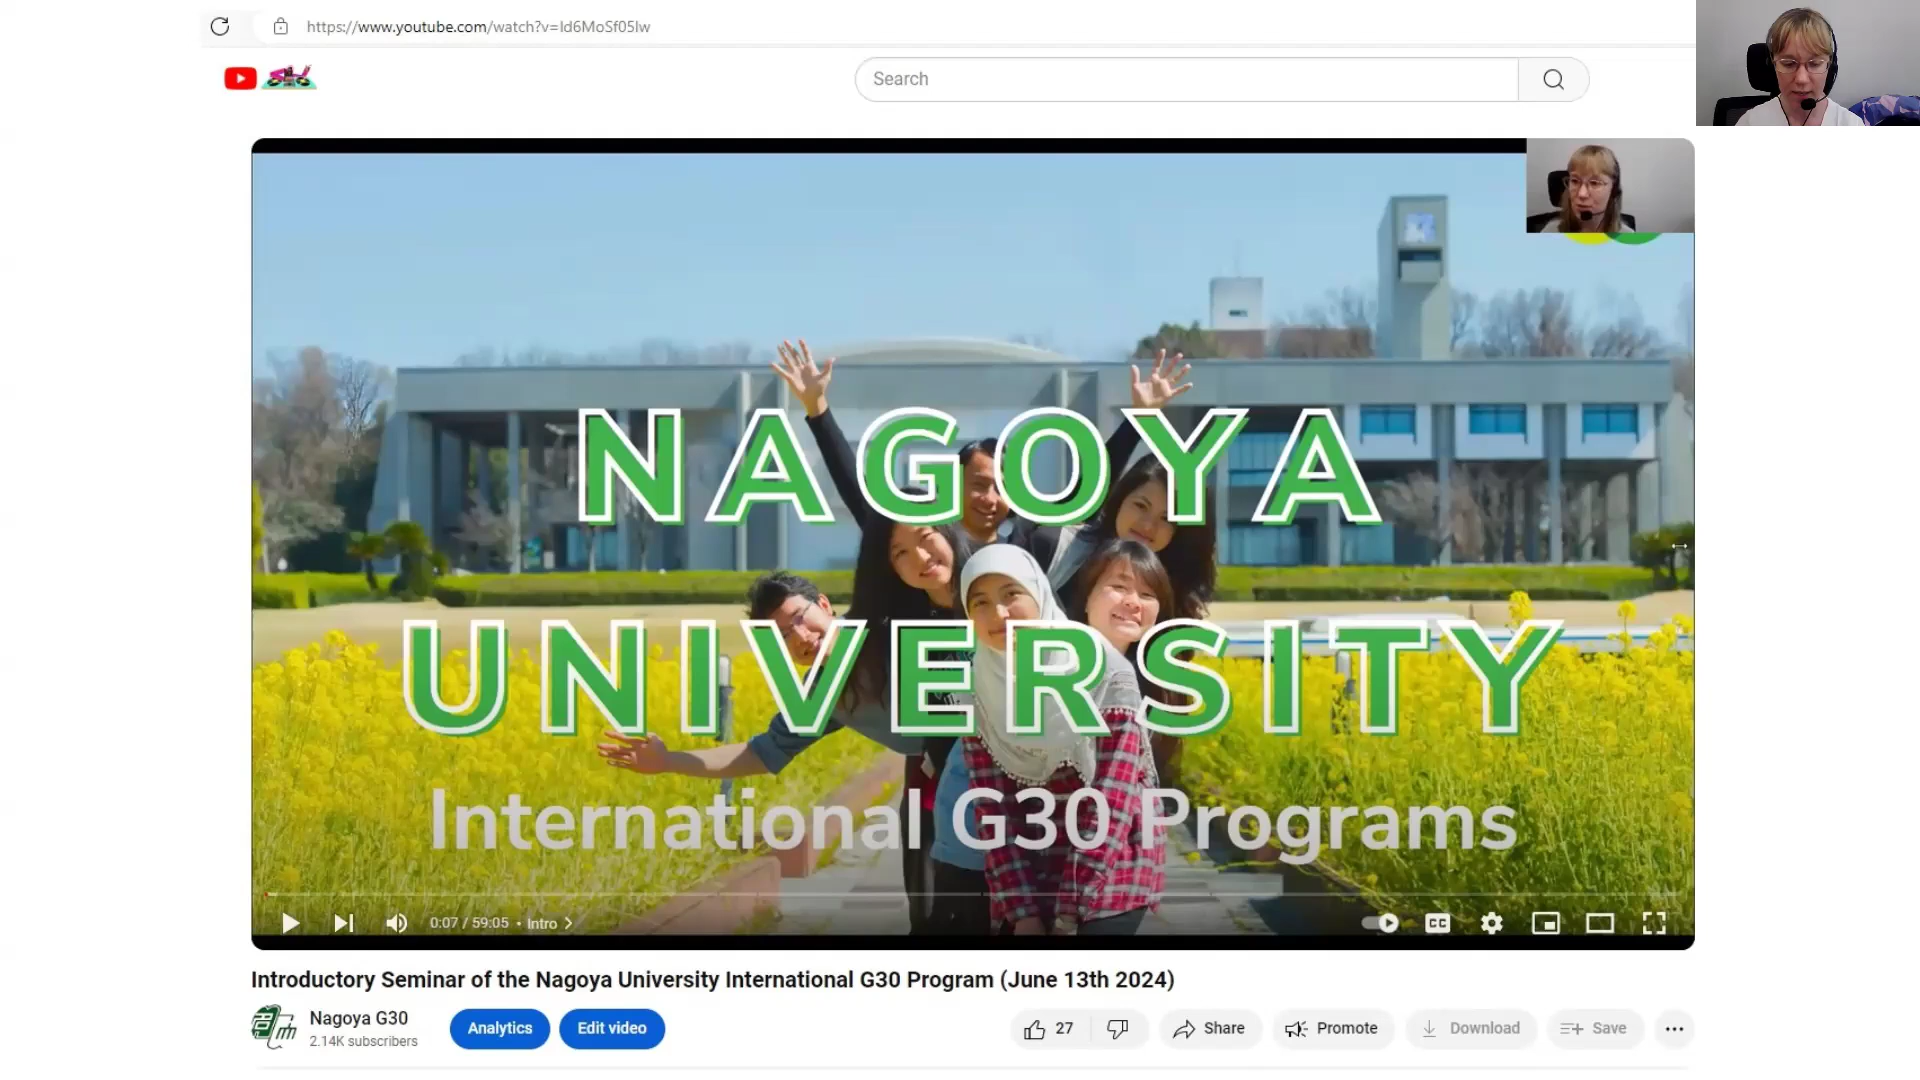 https://www.youtube.com/watch?v=Id6MoSf05Iw
Search
NAGOYA
UNIVERSITY
International G30 Programs
0:07 / 59:05 • Intro
CC
Introductory Seminar of the Nagoya University International G30 Program (June 13th 2024)
Nagoya G30
2.14K subscribers
Analytics
Edit video
27
Share
Promote
Download
Save